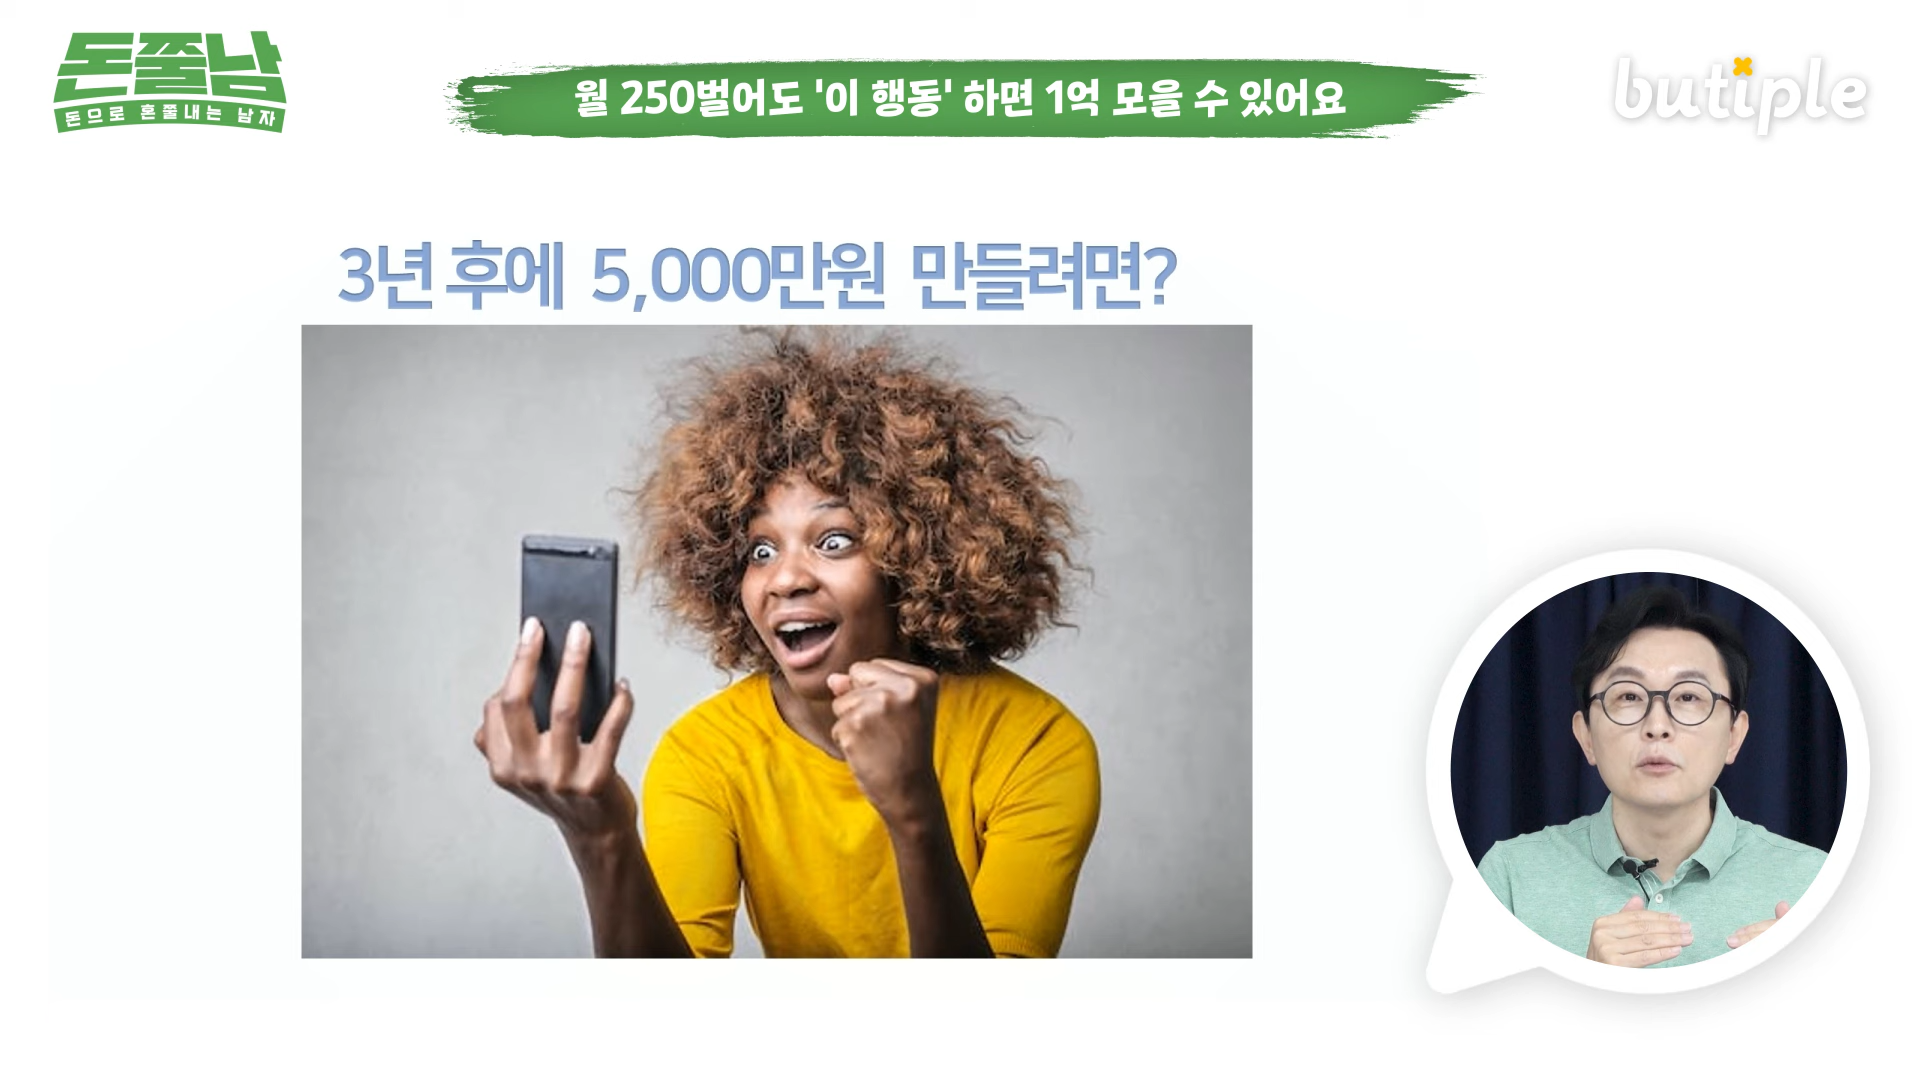 돈쭐남
돈므로 혼쭐내는 남자
월 250벌어도 '이 행동' 하면 1억 모을 수 있어요
butiple
3년 후에 5,000만원 만들려면?